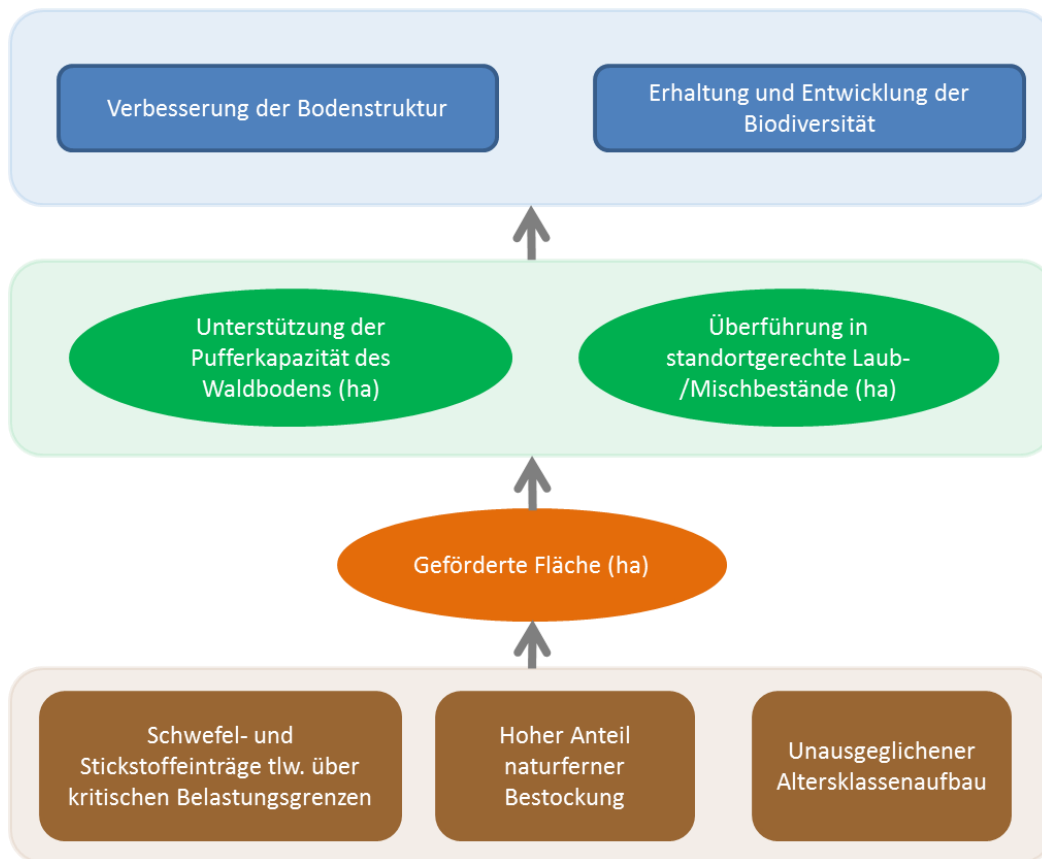 Verbesserung der Bodenstruktur
Erhaltung und Entwicklung der
Biodiversität
Unterstützung der
Pufferkapazität des
Waldbodens (ha)
Überführung in
standortgerechte Laub-
/Mischbestände (ha)
Geförderte Fläche (ha)
Schwefel- und
Stickstoffeinträge tlw. über
kritischen Belastungsgrenzen
Hoher Anteil
naturferner
Bestockung
Unausgeglichener
Altersklassenaufbau